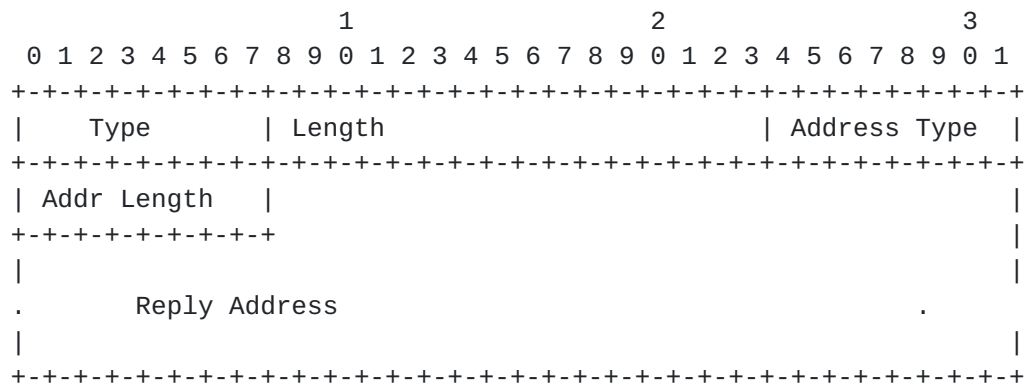 1                   2                   3
 0 1 2 3 4 5 6 7 8 9 0 1 2 3 4 5 6 7 8 9 0 1 2 3 4 5 6 7 8 9 0 1
+-+-+-+-+-+-+-+-+-+-+-+-+-+-+-+-+-+-+-+-+-+-+-+-+-+-+-+-+-+-+-+-+
|    Type       | Length                        | Address Type  |
+-+-+-+-+-+-+-+-+-+-+-+-+-+-+-+-+-+-+-+-+-+-+-+-+-+-+-+-+-+-+-+-+
| Addr Length   |                                               |
+-+-+-+-+-+-+-+-+                                               |
|                                                               |
.       Reply Address                                     .
|                                                               |
+-+-+-+-+-+-+-+-+-+-+-+-+-+-+-+-+-+-+-+-+-+-+-+-+-+-+-+-+-+-+-+-+